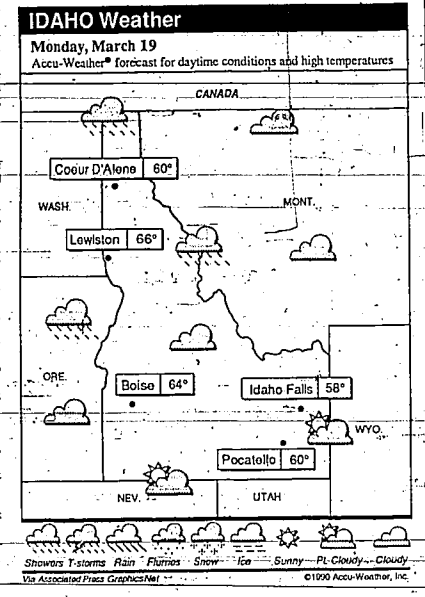 IDAHO Weather
Monday, March 19
Accu-Weather® forecast for daytime conditions and high temperatures
CANADA
Coeur D'Alene 60°
WASH.
MONT.
Lewiston 66°
ORE.
Boise 64°
Idaho Falls 58°
WYO.
Pocatello 60°
NEV.
UTAH
Showers T-storms Rain Flurries Snow Ice Sunny Pt. Cloudy Cloudy
Via Associated Press GraphicsNet
©1990 Accu-Weather, Inc.